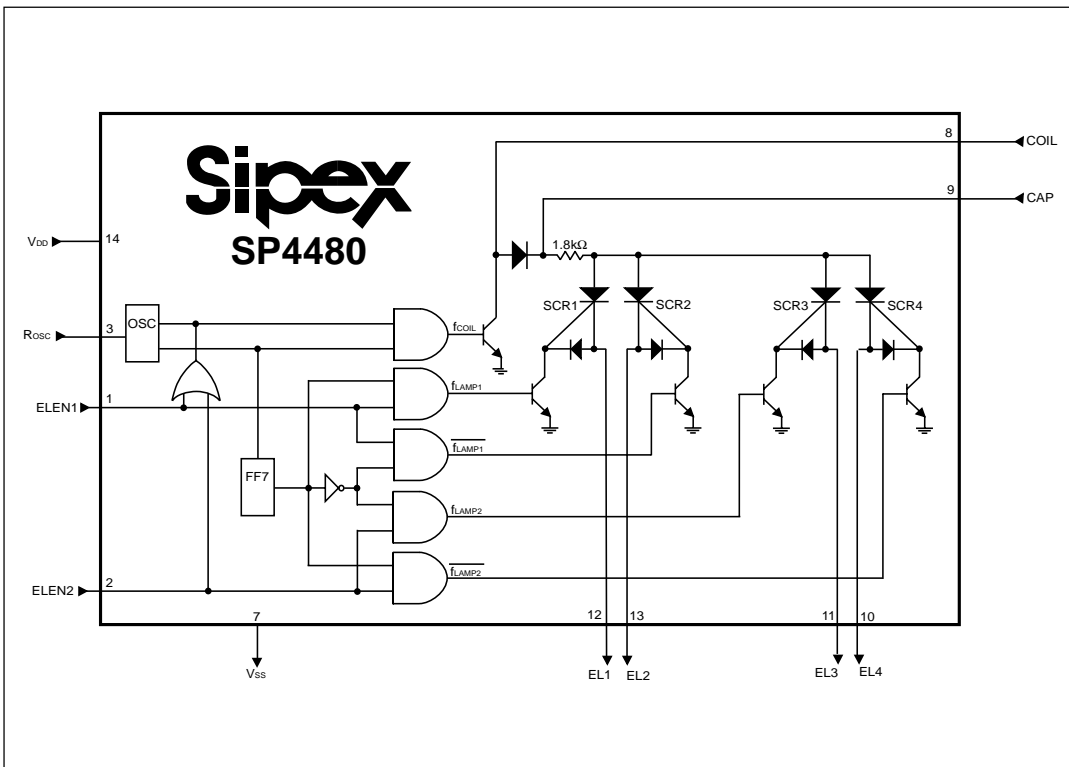 8
COIL
9
CAP
Sipex
SP4480
1.8kΩ
VDD
14
SCR1
SCR2
SCR3
SCR4
OSC
ROSC
3
fCOIL
fLAMP1
ELEN1
1
fLAMP1
FF7
fLAMP2
fLAMP2
ELEN2
2
7
12
13
11
10
VSS
EL1
EL2
EL3
EL4